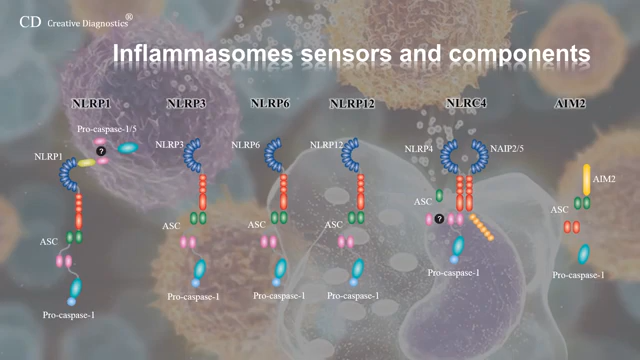 CD Creative Diagnostics®
Inflammasomes sensors and components
NLRP1 NLRP3 NLRP6 NLRP12 NLRC4 AIM2
Pro-caspase-1/5
NLRP1 NLRP3 NLRP6 NLRP12 NLRP4 NAIP2/5
?
AIM2
ASC ASC ASC ASC ASC ASC
?
Pro-caspase-1 Pro-caspase-1 Pro-caspase-1 Pro-caspase-1 Pro-caspase-1 Pro-caspase-1